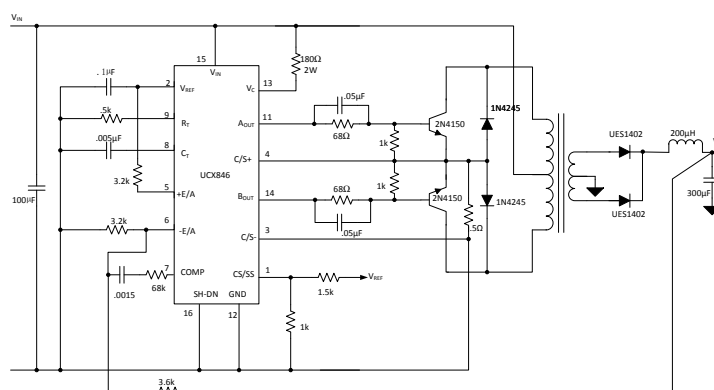 VIN
15
180Ω
2W
VIN
.1µF
2
VREF
VC
13
.05µF
1N4245
.5k
9
RT
AOUT
11
2N4150
68Ω
.005µF
8
CT
1k
UES1402
200µH
C/S+
4
3.2k
UCX846
5
+E/A
68Ω
1k
2N4150
100µF
BOUT
14
1N4245
300µF
UES1402
3.2k
6
-E/A
.05µF
.5Ω
C/S-
3
7
COMP
CS/SS
1
VREF
.0015
68k
1.5k
SH-DN
GND
16
12
1k
3.6k